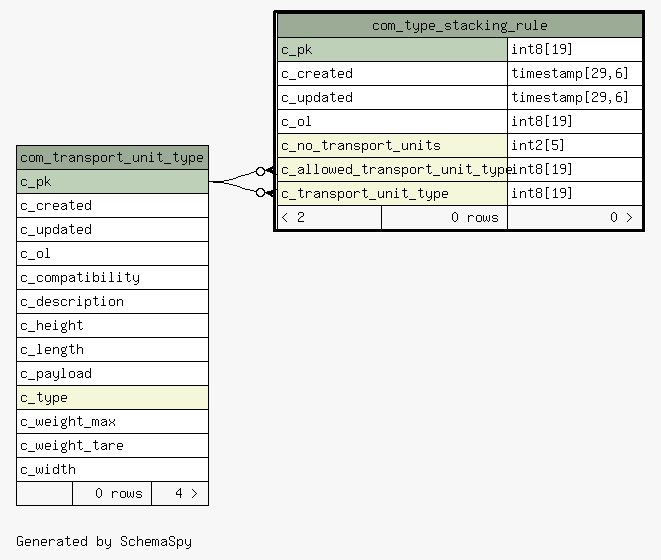 com_type_stacking_rule
c_pk int8[19]
c_created timestamp[29,6]
c_updated timestamp[29,6]
c_ol int8[19]
c_no_transport_units int2[5]
c_allowed_transport_unit_type int8[19]
c_transport_unit_type int8[19]
< 2 0 rows 0 >
com_transport_unit_type
c_pk
c_created
c_updated
c_ol
c_compatibility
c_description
c_height
c_length
c_payload
c_type
c_weight_max
c_weight_tare
c_width
0 rows 4 >
Generated by SchemaSpy